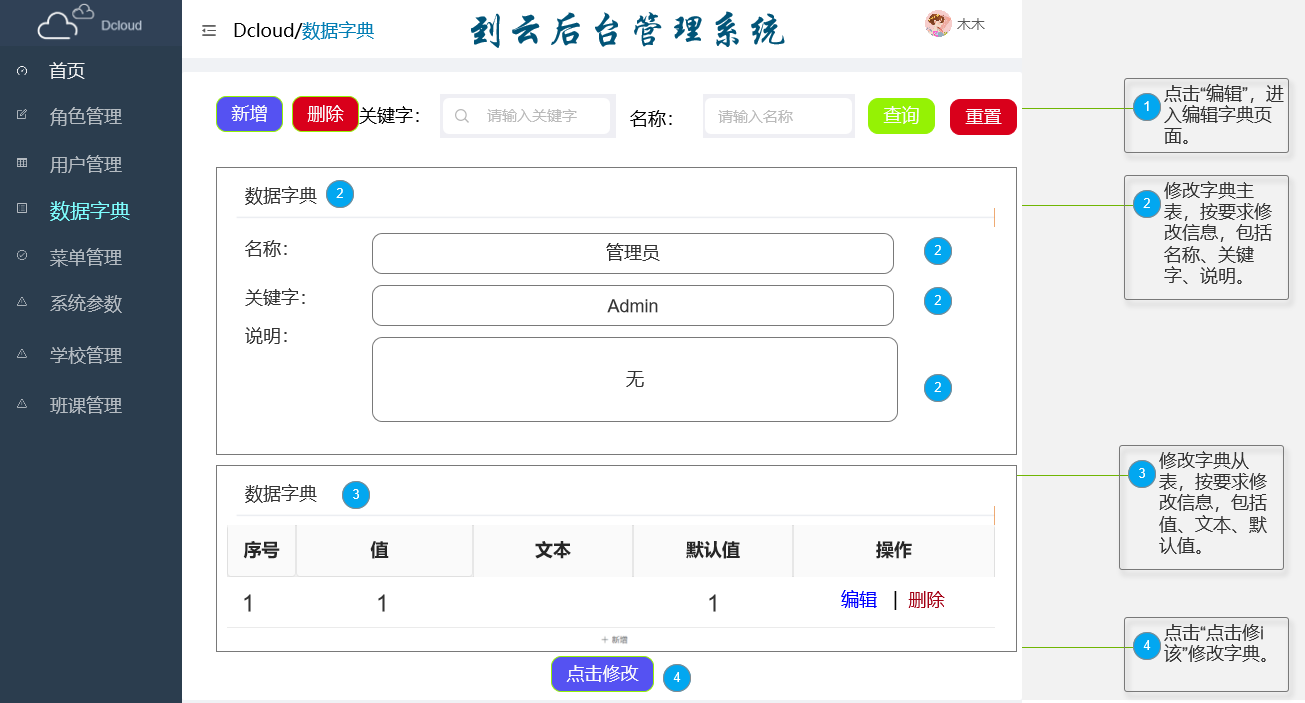 Dcloud
首页
角色管理
用户管理
数据字典
菜单管理
系统参数
学校管理
班课管理
Dcloud/数据字典
到云后台管理系统
木木
新增
删除
关键字：
请输入关键字
名称：
请输入名称
查询
重置
数据字典
2
名称：
管理员
2
关键字：
Admin
2
说明：
无
2
数据字典
3
序号 值 文本 默认值 操作
1 1 1 编辑 | 删除
+ 新增
点击修改
4
1
点击“编辑”，进
入编辑字典页
面。
2
修改字典主
表，按要求修
改信息，包括
名称、关键
字、说明。
3
修改字典从
表，按要求修
改信息，包括
值、文本、默
认值。
4
点击“点击修i
该”修改字典。